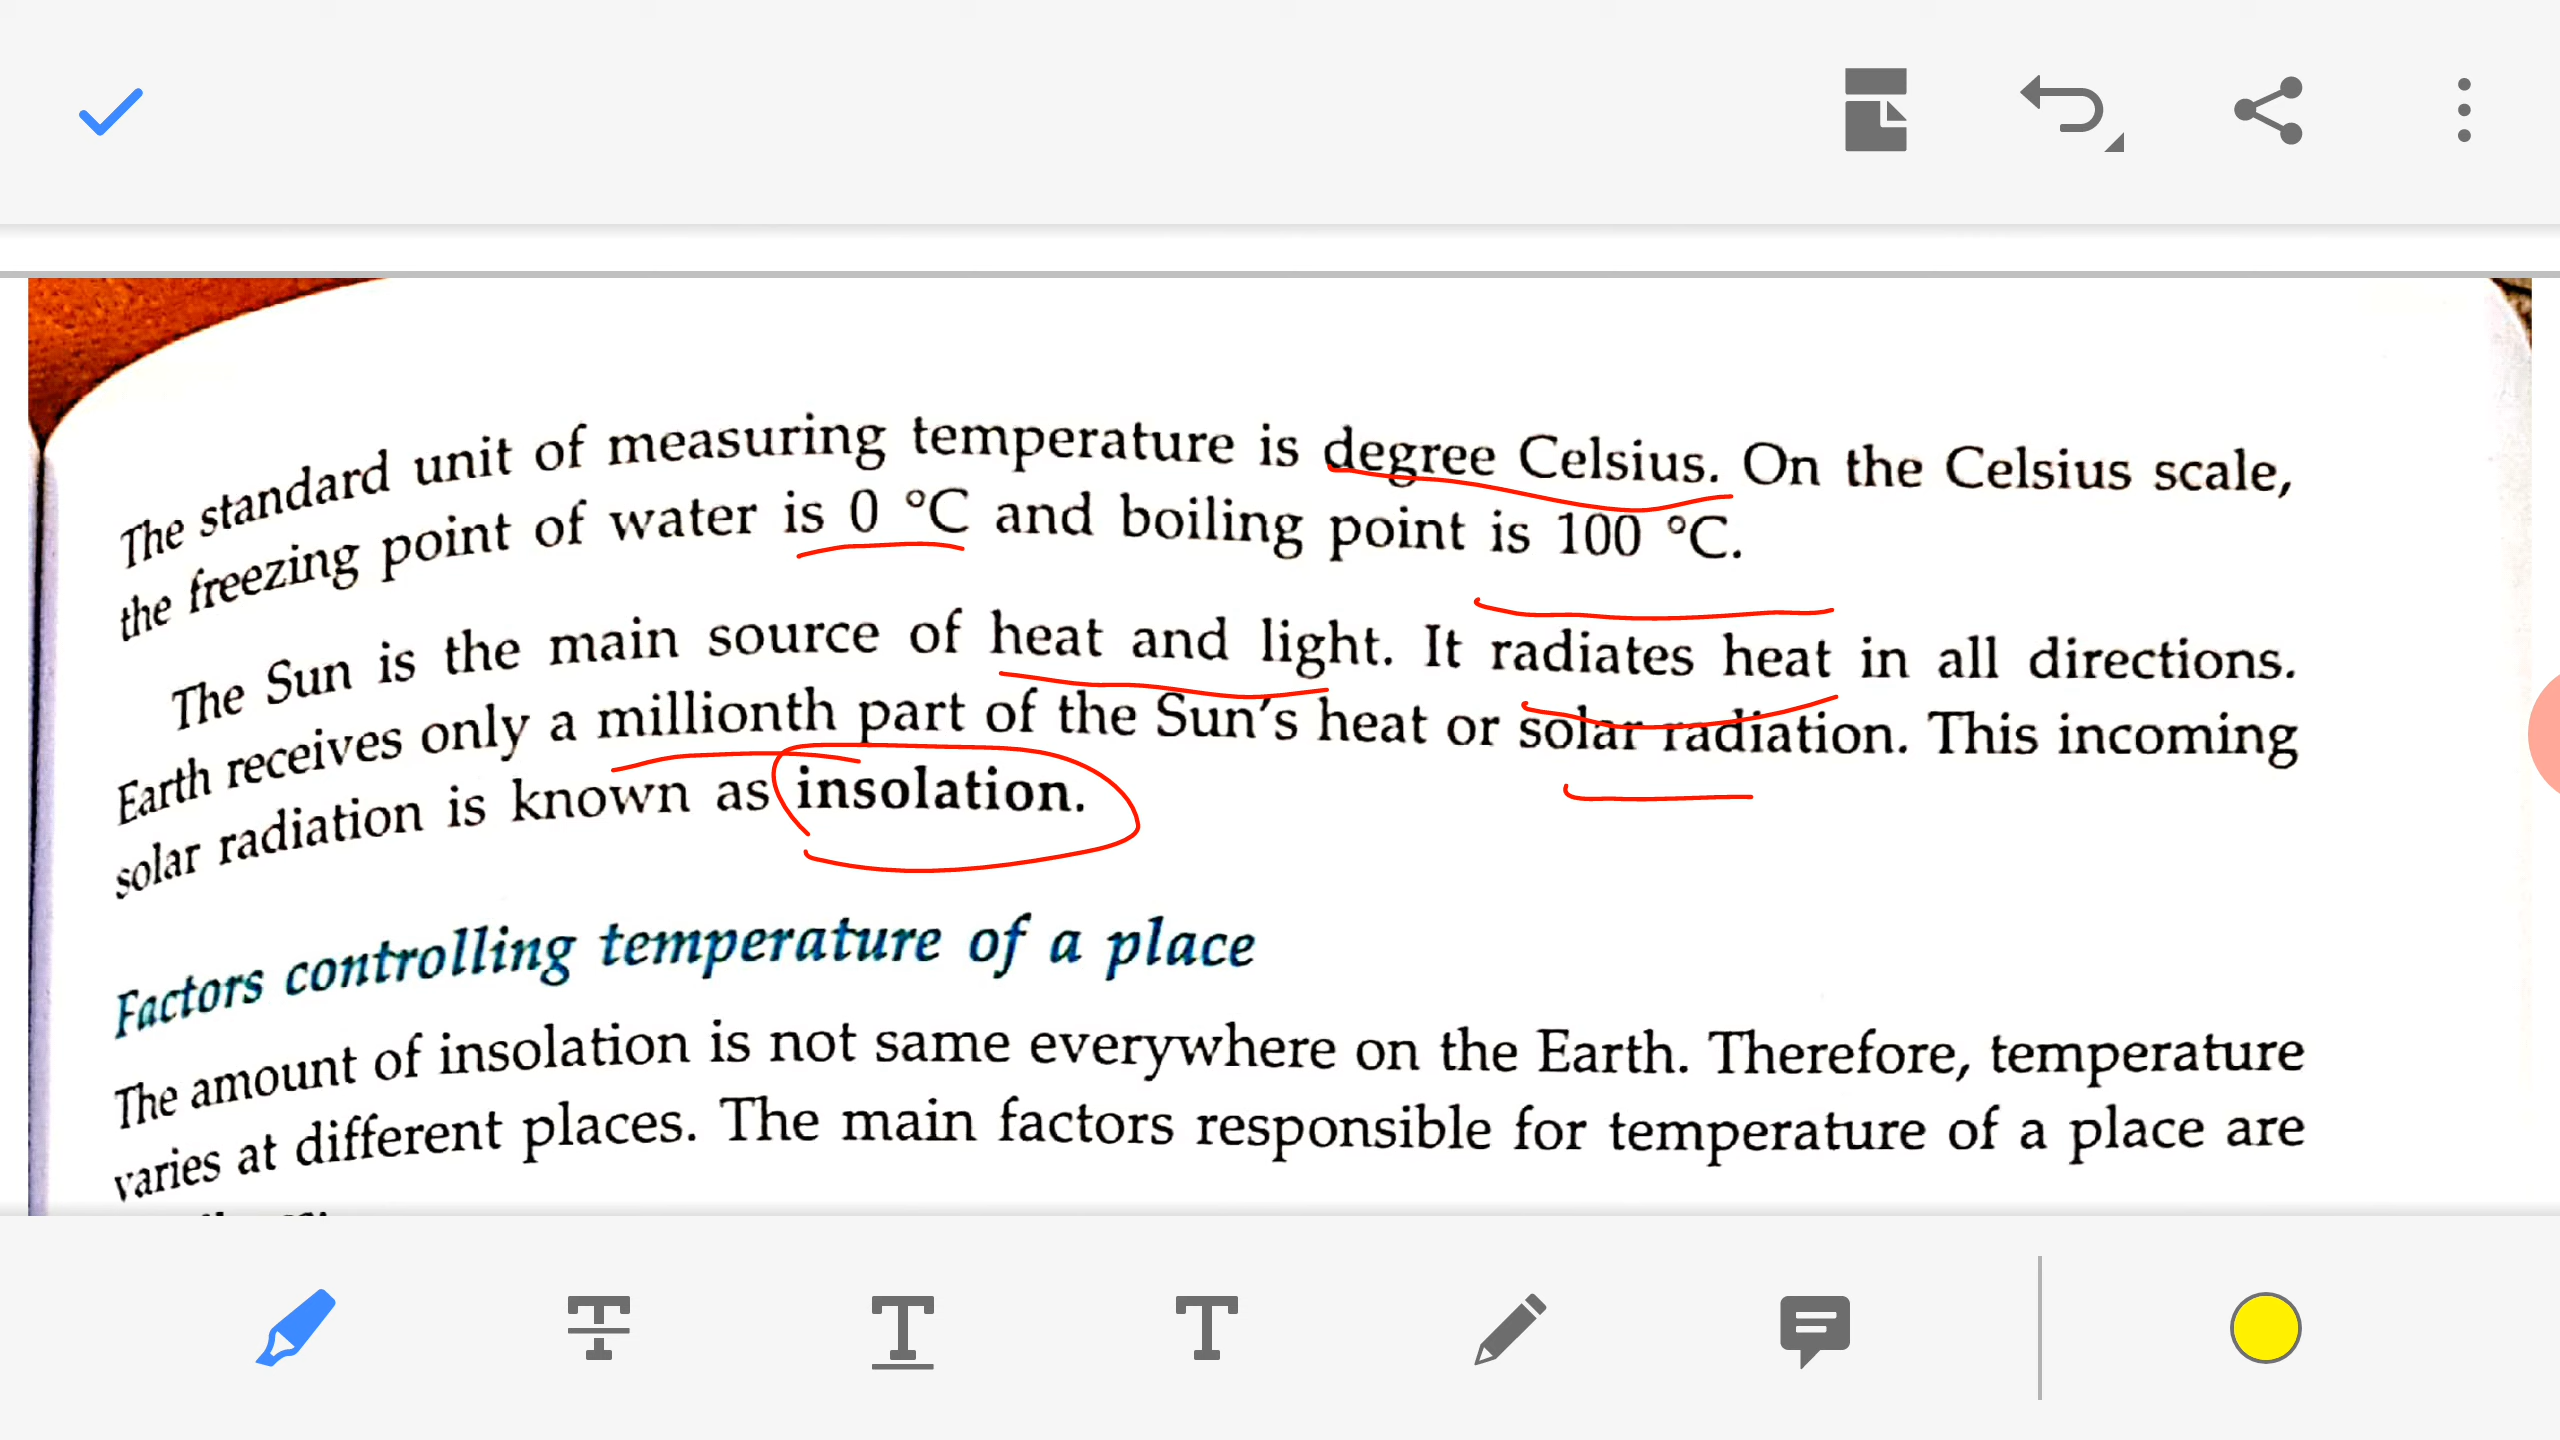 The standard unit of measuring temperature is degree Celsius. On the Celsius scale,
the freezing point of water is 0 °C and boiling point is 100 °C.
The Sun is the main source of heat and light. It radiates heat in all directions.
Earth receives only a millionth part of the Sun's heat or solar radiation. This incoming
solar radiation is known as insolation.
Factors controlling temperature of a place
The amount of insolation is not same everywhere on the Earth. Therefore, temperature
varies at different places. The main factors responsible for temperature of a place are